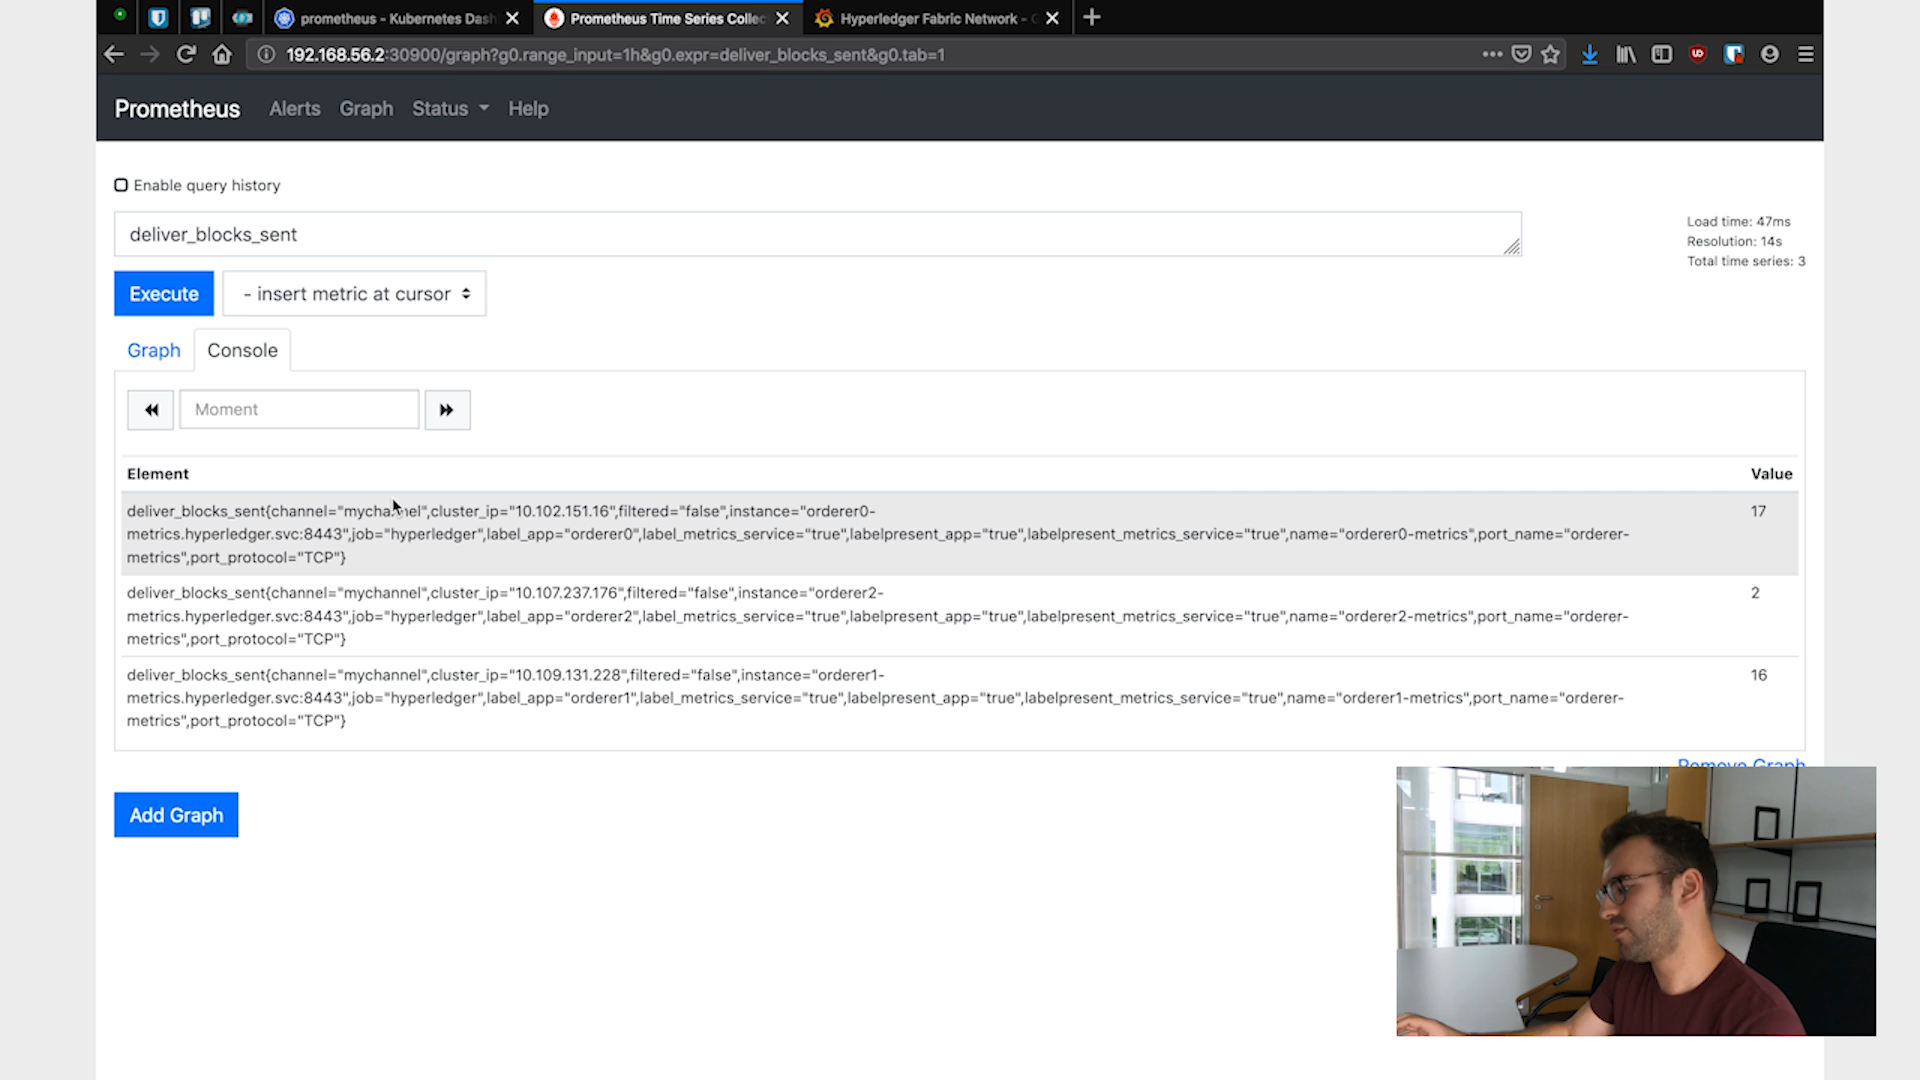 prometheus - Kubernetes Dash
Prometheus Time Series Collec
Hyperledger Fabric Network -
192.168.56.2:30900/graph?g0.range_input=1h&g0.expr=deliver_blocks_sent&g0.tab=1
Prometheus Alerts Graph Status Help
Enable query history
deliver_blocks_sent
Load time: 47ms
Resolution: 14s
Total time series: 3
Execute
- insert metric at cursor
Graph Console
Moment
Element Value
deliver_blocks_sent{channel="mychannel",cluster_ip="10.102.151.16",filtered="false",instance="orderer0- 17
metrics.hyperledger.svc:8443",job="hyperledger",label_app="orderer0",label_metrics_service="true",labelpresent_app="true",labelpresent_metrics_service="true",name="orderer0-metrics",port_name="orderer-
metrics",port_protocol="TCP"}
deliver_blocks_sent{channel="mychannel",cluster_ip="10.107.237.176",filtered="false",instance="orderer2- 2
metrics.hyperledger.svc:8443",job="hyperledger",label_app="orderer2",label_metrics_service="true",labelpresent_app="true",labelpresent_metrics_service="true",name="orderer2-metrics",port_name="orderer-
metrics",port_protocol="TCP"}
deliver_blocks_sent{channel="mychannel",cluster_ip="10.109.131.228",filtered="false",instance="orderer1- 16
metrics.hyperledger.svc:8443",job="hyperledger",label_app="orderer1",label_metrics_service="true",labelpresent_app="true",labelpresent_metrics_service="true",name="orderer1-metrics",port_name="orderer-
metrics",port_protocol="TCP"}
Remove Graph
Add Graph